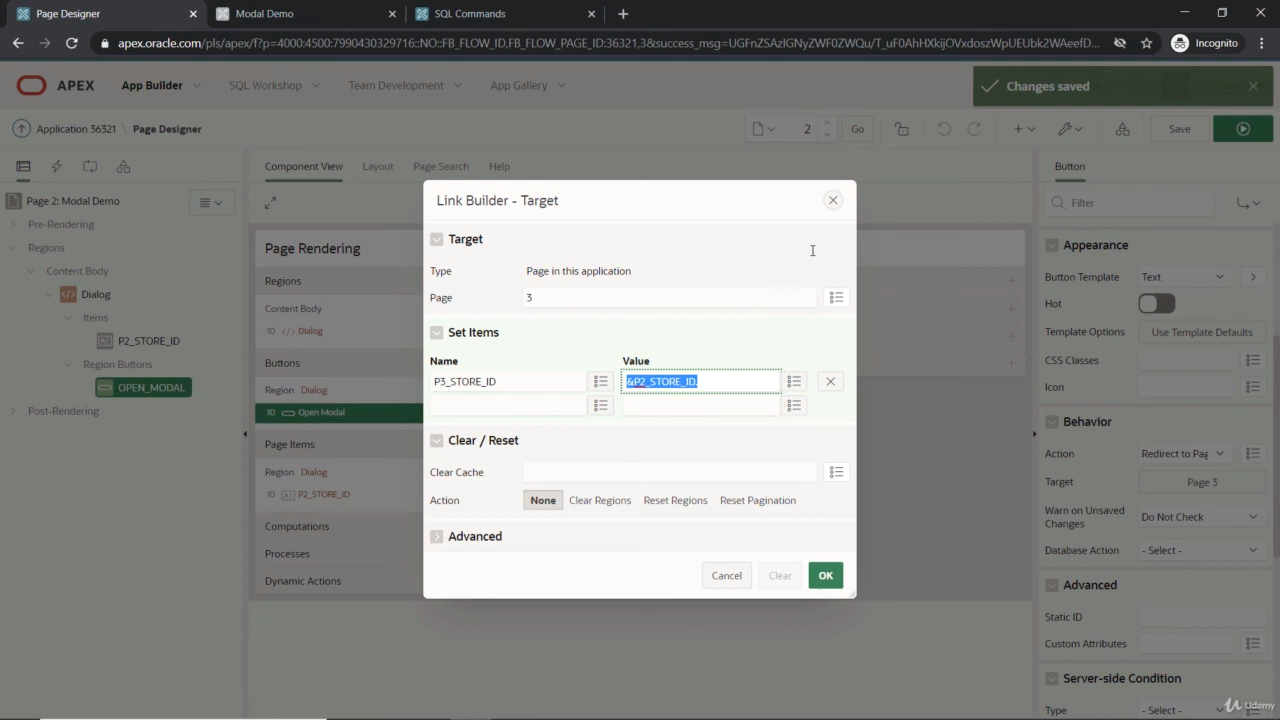 Page Designer
Modal Demo
SQL Commands
apex.oracle.com/pls/apex/f?p=4000:4500:7990430329716::NO::FB_FLOW_ID,FB_FLOW_PAGE_ID:36321,3&success_msg=UGFnZSAzIGNyZWF0ZWQu/T_uF0AhHXkijOVxdoszWpUEUbk2WAeefD...
Incognito
APEX
App Builder
SQL Workshop
Team Development
App Gallery
Changes saved
Application 36321
Page Designer
2
Go
Save
Component View
Layout
Page Search
Help
Button
Page 2: Modal Demo
Pre-Rendering
Regions
Content Body
Dialog
Items
P2_STORE_ID
Region Buttons
OPEN_MODAL
Post-Rendering
Page Rendering
Regions
Content Body
10 Dialog
Buttons
Region Dialog
10 Open Modal
Page Items
Region Dialog
10 P2_STORE_ID
Computations
Processes
Dynamic Actions
Link Builder - Target
Target
Type
Page in this application
Page
3
Set Items
Name
Value
P3_STORE_ID
&P2_STORE_ID.
Clear / Reset
Clear Cache
Action
None
Clear Regions
Reset Regions
Reset Pagination
Advanced
Cancel
Clear
OK
Filter
Appearance
Button Template
Text
Hot
Template Options
Use Template Defaults
CSS Classes
Icon
Behavior
Action
Redirect to Pag
Target
Page 3
Warn on Unsaved
Changes
Do Not Check
Database Action
- Select -
Advanced
Static ID
Custom Attributes
Server-side Condition
Type
- Select -
Udemy